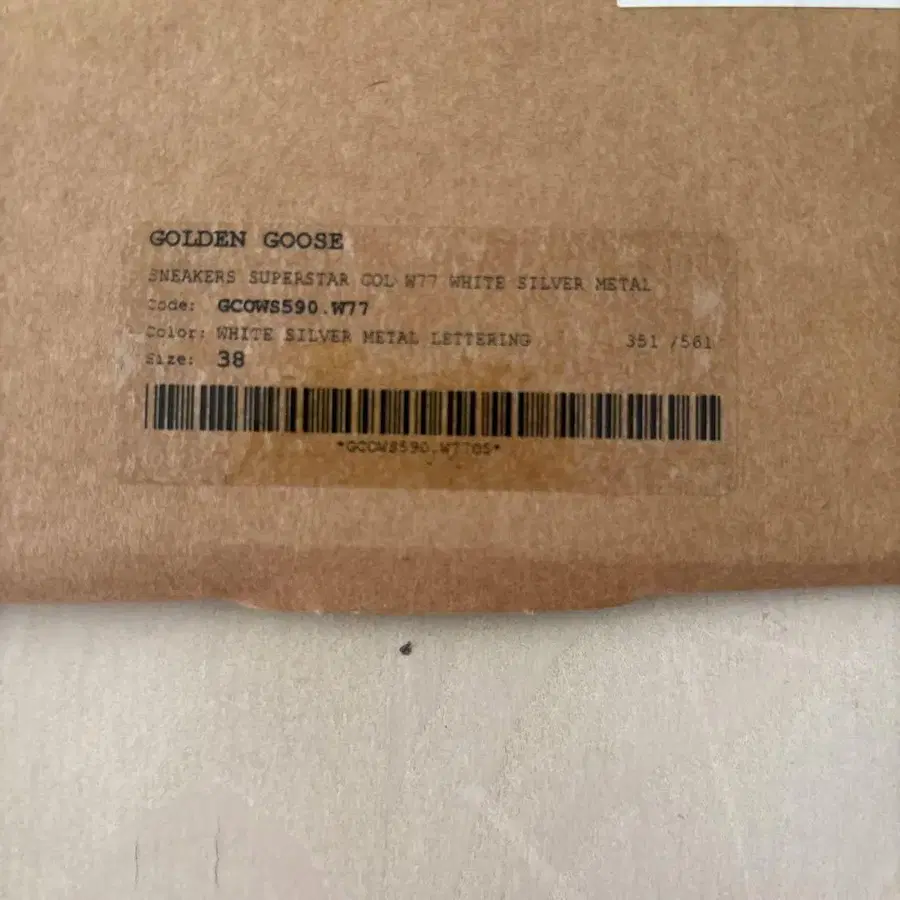 GOLDEN GOOSE
SNEAKERS SUPERSTAR COL W77 WHITE SILVER METAL
Code: GCOWS590.W77
Color: WHITE SILVER METAL LETTERING 351 /561
Size: 38
*GCOWS590.W7705*